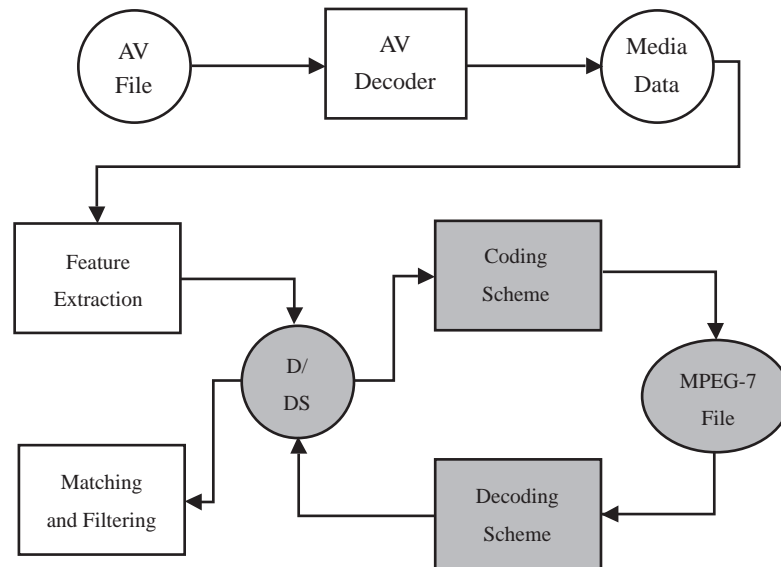 AV
File
AV
Decoder
Media
Data
Feature
Extraction
Coding
Scheme
D/
DS
MPEG-7
File
Matching
and Filtering
Decoding
Scheme